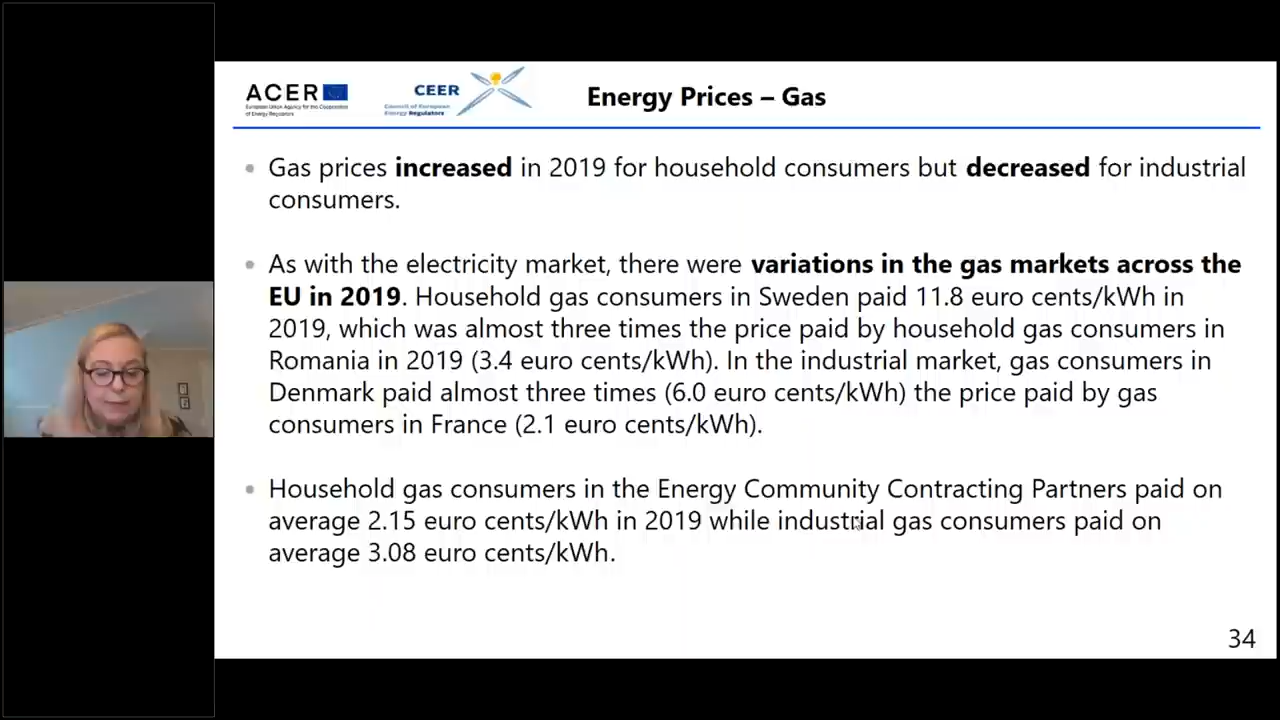 ACER
European Union Agency for the Cooperation
of Energy Regulators
CEER
Council of European
Energy Regulators
Energy Prices – Gas
• Gas prices increased in 2019 for household consumers but decreased for industrial
consumers.
• As with the electricity market, there were variations in the gas markets across the
EU in 2019. Household gas consumers in Sweden paid 11.8 euro cents/kWh in
2019, which was almost three times the price paid by household gas consumers in
Romania in 2019 (3.4 euro cents/kWh). In the industrial market, gas consumers in
Denmark paid almost three times (6.0 euro cents/kWh) the price paid by gas
consumers in France (2.1 euro cents/kWh).
• Household gas consumers in the Energy Community Contracting Partners paid on
average 2.15 euro cents/kWh in 2019 while industrial gas consumers paid on
average 3.08 euro cents/kWh.
34